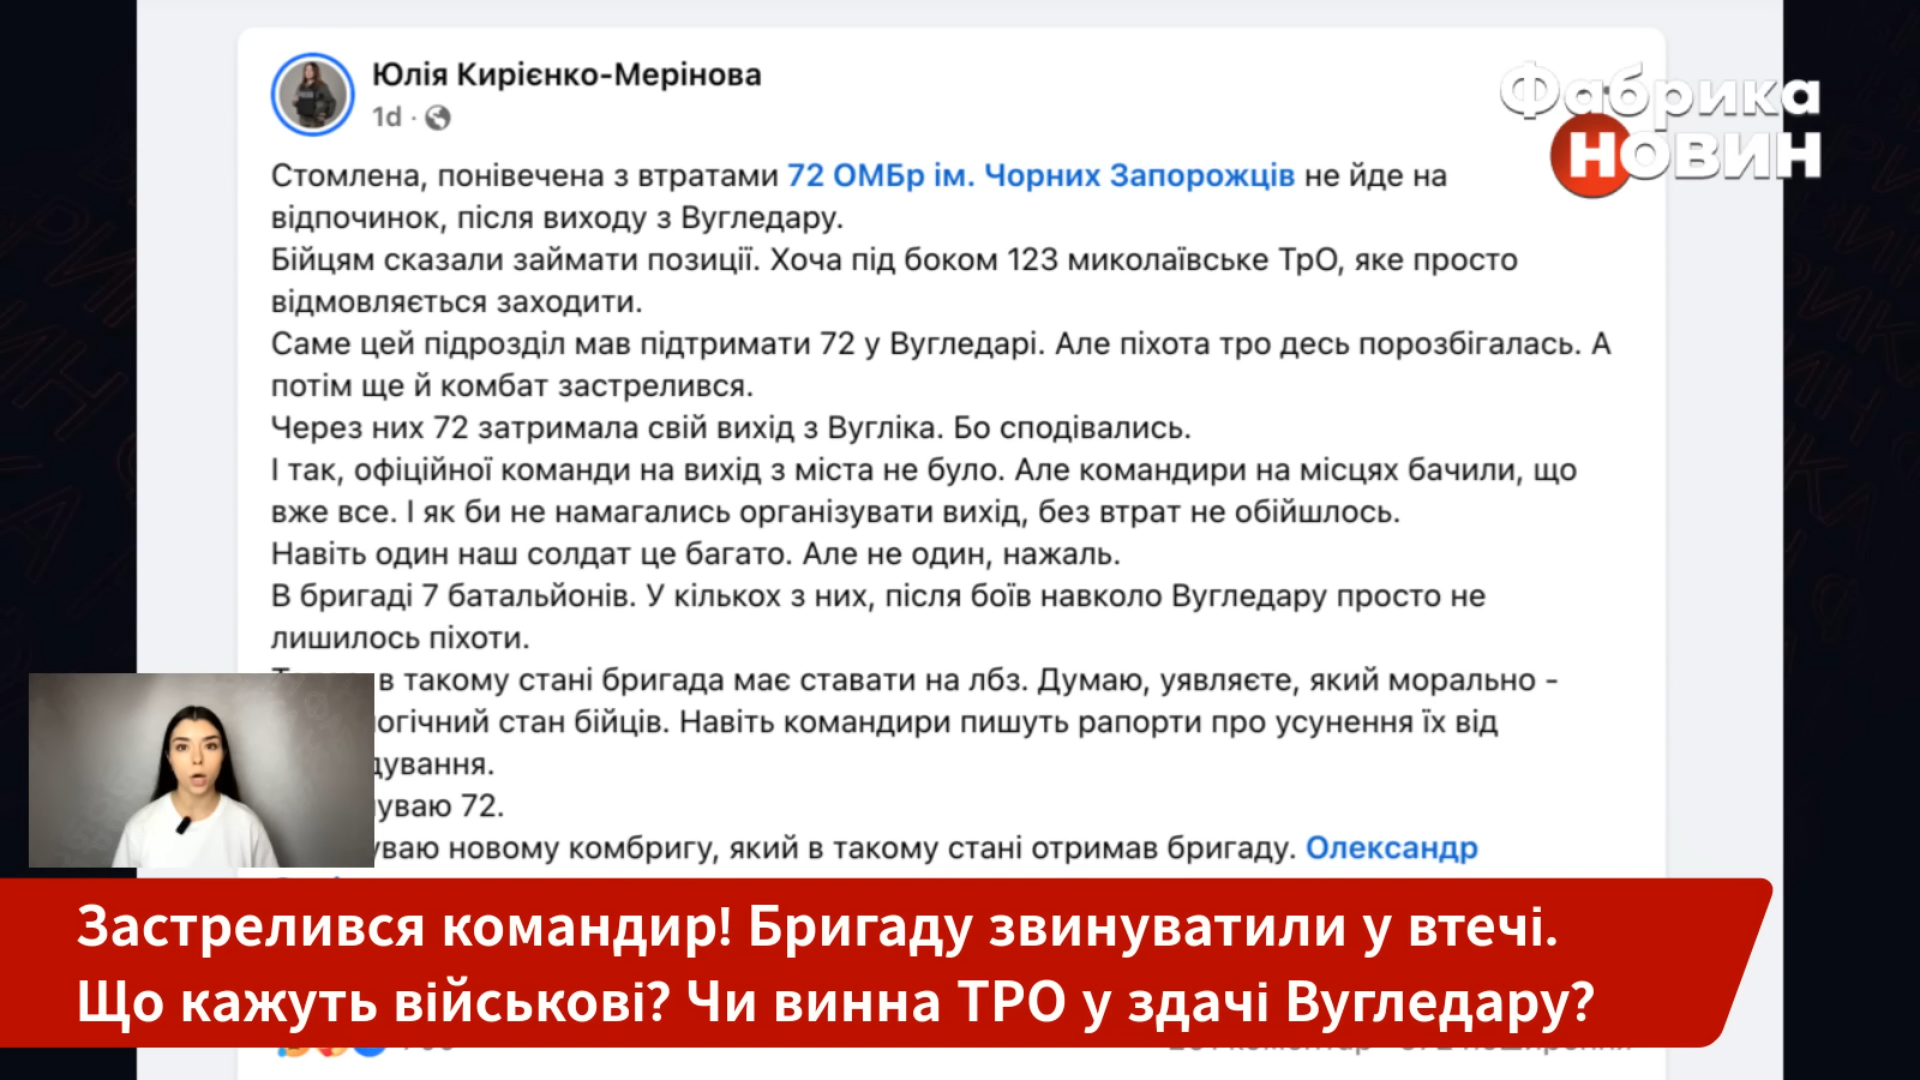 Юлія Кирієнко-Мерінова
1d ·
Фабрика
новин
Стомлена, понівечена з втратами 72 ОМБр ім. Чорних Запорожців не йде на
відпочинок, після виходу з Вугледару.
Бійцям сказали займати позиції. Хоча під боком 123 миколаївське ТрО, яке просто
відмовляється заходити.
Саме цей підрозділ мав підтримати 72 у Вугледарі. Але піхота тро десь порозбігалась. А
потім ще й комбат застрелився.
Через них 72 затримала свій вихід з Вугліка. Бо сподівались.
І так, офіційної команди на вихід з міста не було. Але командири на місцях бачили, що
вже все. І як би не намагались організувати вихід, без втрат не обійшлось.
Навіть один наш солдат це багато. Але не один, нажаль.
В бригаді 7 батальйонів. У кількох з них, після боїв навколо Вугледару просто не
лишилось піхоти.
в такому стані бригада має ставати на лбз. Думаю, уявляєте, який морально -
стан бійців. Навіть командири пишуть рапорти про усунення їх від
72.
новому комбригу, який в такому стані отримав бригаду. Олександр
Застрелився командир! Бригаду звинуватили у втечі.
Що кажуть військові? Чи винна ТРО у здачі Вугледару?